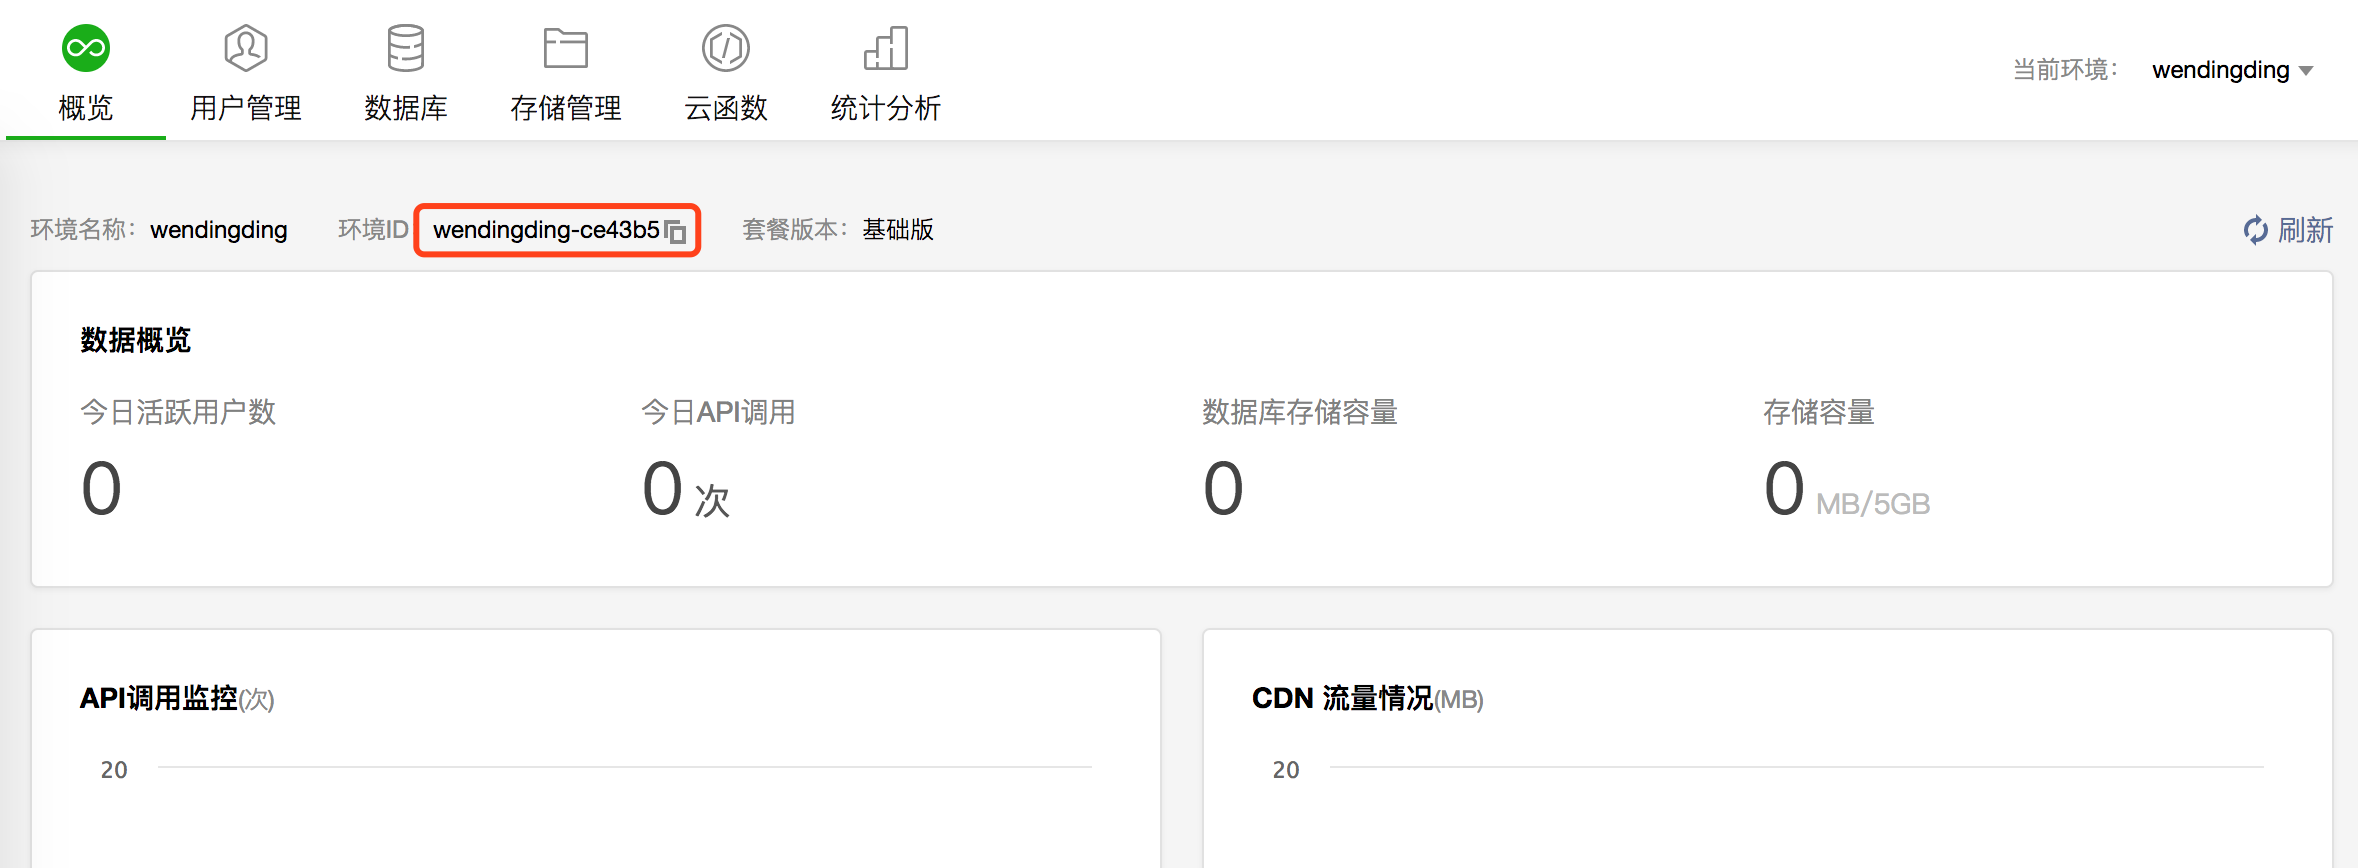 概览 用户管理 数据库 存储管理 云函数 统计分析
当前环境： wendingding
环境名称： wendingding 环境ID wendingding-ce43b5 套餐版本： 基础版 刷新
数据概览
今日活跃用户数 今日API调用 数据库存储容量 存储容量
0 0 次 0 0 MB/5GB
API调用监控(次) CDN 流量情况(MB)
20 20